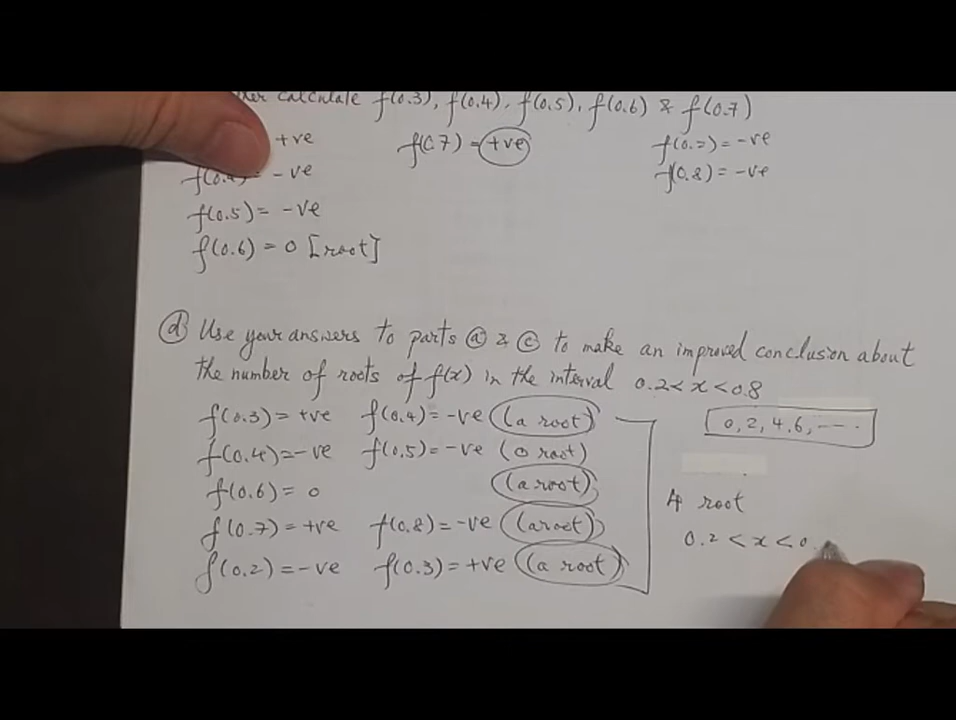 calculate f(0.3), f(0.4), f(0.5), f(0.6) & f(0.7)
+ve f(0.7) = +ve f(0.2) = -ve
f(0.4) = -ve f(0.8) = -ve
f(0.5) = -ve
f(0.6) = 0 [root]
(d) Use your answers to parts (a) & (c) to make an improved conclusion about
the number of roots of f(x) in the interval 0.2 < x < 0.8
f(0.3) = +ve f(0.4) = -ve (a root)
0, 2, 4, 6, ----
f(0.4) = -ve f(0.5) = -ve (0 root)
f(0.6) = 0 (a root)
4 root
f(0.7) = +ve f(0.8) = -ve (a root)
0.2 < x < 0.
f(0.2) = -ve f(0.3) = +ve (a root)